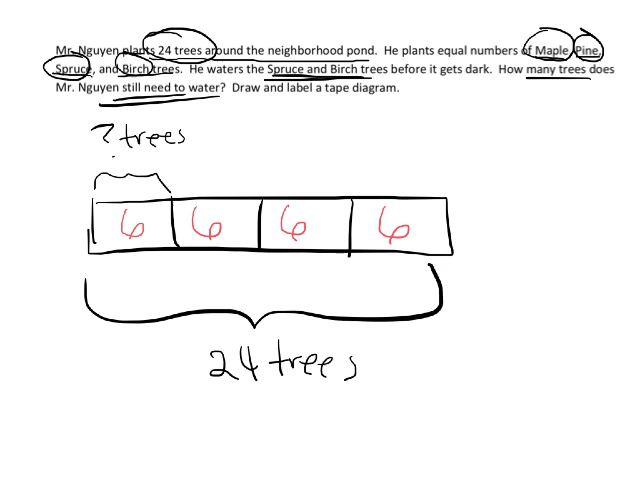 Mr. Nguyen plants 24 trees around the neighborhood pond.  He plants equal numbers of Maple, Pine,
Spruce, and Birch trees.  He waters the Spruce and Birch trees before it gets dark.  How many trees does
Mr. Nguyen still need to water?  Draw and label a tape diagram.
? trees
6 6 6 6
24 trees